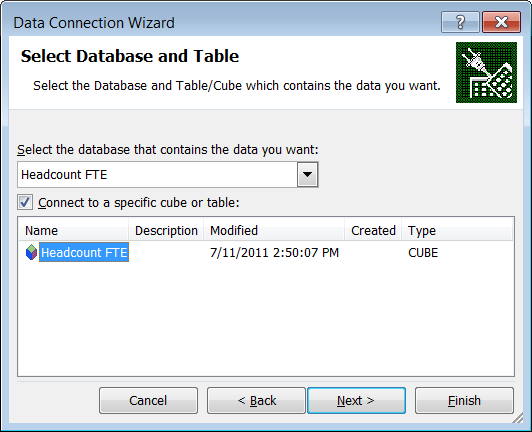 Data Connection Wizard
?
Select Database and Table
Select the Database and Table/Cube which contains the data you want.
Select the database that contains the data you want:
Headcount FTE
Connect to a specific cube or table:
Name Description Modified Created Type
Headcount FTE 7/11/2011 2:50:07 PM CUBE
Cancel < Back Next > Finish